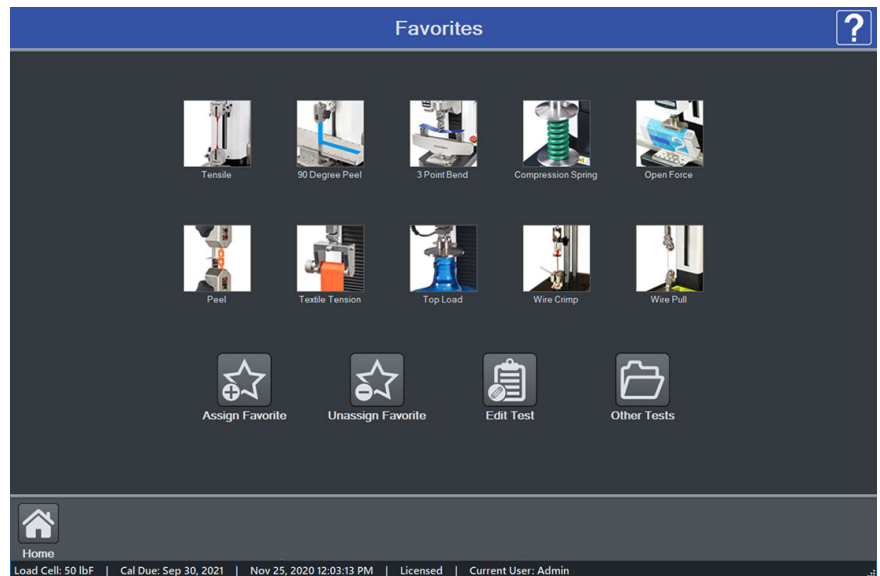 Favorites
?
Tensile
90 Degree Peel
3 Point Bend
Compression Spring
Open Force
Peel
Textile Tension
Top Load
Wire Crimp
Wire Pull
Assign Favorite
Unassign Favorite
Edit Test
Other Tests
Home
Load Cell: 50 lbF | Cal Due: Sep 30, 2021 | Nov 25, 2020 12:03:13 PM | Licensed | Current User: Admin